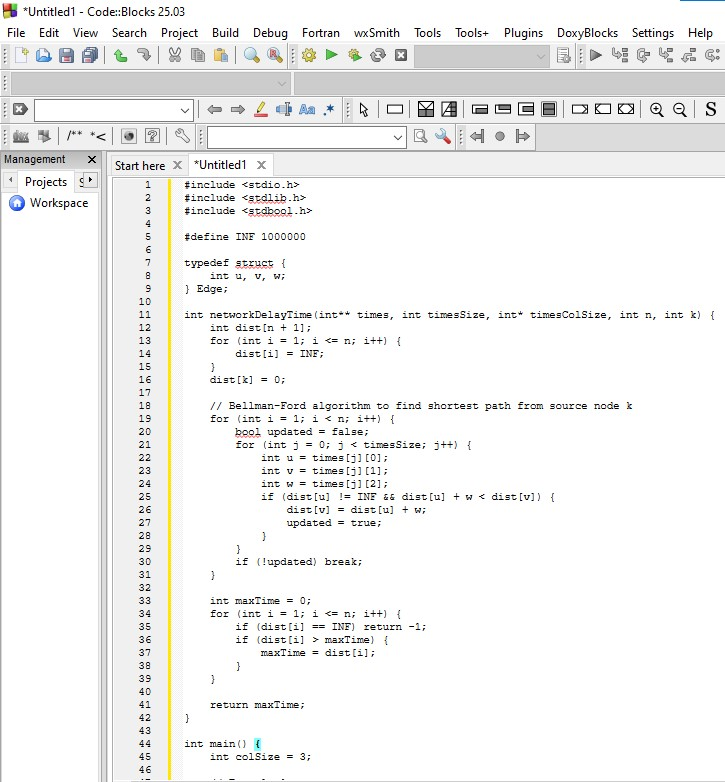 *Untitled1 - Code::Blocks 25.03
File Edit View Search Project Build Debug Fortran wxSmith Tools Tools+ Plugins DoxyBlocks Settings Help
Aa .* S
/** *<
Management X
Start here X *Untitled1 X
Projects
Workspace
1 #include <stdio.h>
2 #include <stdlib.h>
3 #include <stdbool.h>
4
5 #define INF 1000000
6
7 typedef struct {
8 int u, v, w;
9 } Edge;
10
11 int networkDelayTime(int** times, int timesSize, int* timesColSize, int n, int k) {
12 int dist[n + 1];
13 for (int i = 1; i <= n; i++) {
14 dist[i] = INF;
15 }
16 dist[k] = 0;
17
18 // Bellman-Ford algorithm to find shortest path from source node k
19 for (int i = 1; i < n; i++) {
20 bool updated = false;
21 for (int j = 0; j < timesSize; j++) {
22 int u = times[j][0];
23 int v = times[j][1];
24 int w = times[j][2];
25 if (dist[u] != INF && dist[u] + w < dist[v]) {
26 dist[v] = dist[u] + w;
27 updated = true;
28 }
29 }
30 if (!updated) break;
31 }
32
33 int maxTime = 0;
34 for (int i = 1; i <= n; i++) {
35 if (dist[i] == INF) return -1;
36 if (dist[i] > maxTime) {
37 maxTime = dist[i];
38 }
39 }
40
41 return maxTime;
42 }
43
44 int main() {
45 int colSize = 3;
46